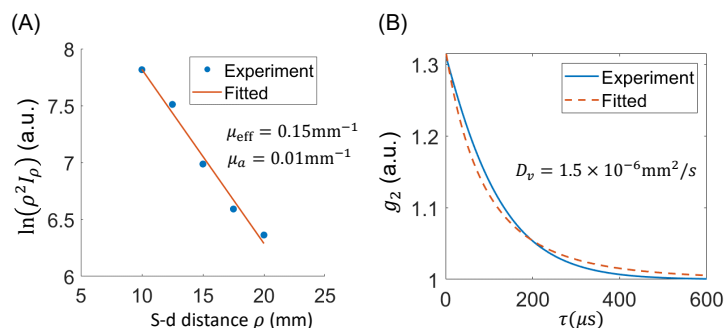 (A)
8
7.5
7
6.5
6
5
10
15
20
25
ln(ρ²I_ρ) (a.u.)
S-d distance ρ (mm)
Experiment
Fitted
μ_eff = 0.15mm⁻¹
μ_a = 0.01mm⁻¹
(B)
1.3
1.2
1.1
1
0
200
400
600
g₂ (a.u.)
τ(μs)
Experiment
Fitted
D_v = 1.5 × 10⁻⁶mm²/s